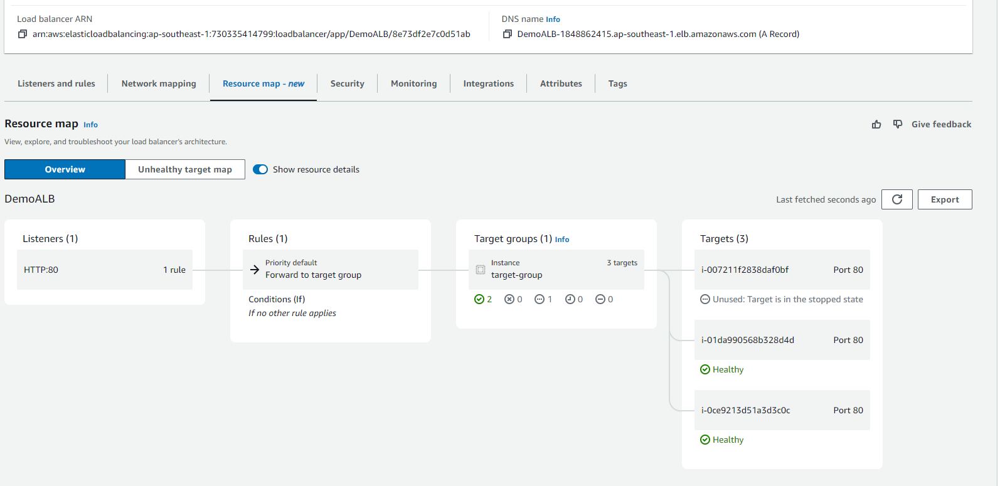 Load balancer ARN
arn:aws:elasticloadbalancing:ap-southeast-1:730335414799:loadbalancer/app/DemoALB/8e73df2e7c0d51ab
DNS name Info
DemoALB-1848862415.ap-southeast-1.elb.amazonaws.com (A Record)
Listeners and rules
Network mapping
Resource map - new
Security
Monitoring
Integrations
Attributes
Tags
Resource map Info
Give feedback
View, explore, and troubleshoot your load balancer's architecture.
Overview
Unhealthy target map
Show resource details
DemoALB
Last fetched seconds ago
Export
Listeners (1)
HTTP:80
1 rule
Rules (1)
Priority default
Forward to target group
Conditions (If)
If no other rule applies
Target groups (1) Info
Instance
3 targets
target-group
2
0
1
0
0
Targets (3)
i-007211f2838daf0bf
Port 80
Unused: Target is in the stopped state
i-01da990568b328d4d
Port 80
Healthy
i-0ce9213d51a3d3c0c
Port 80
Healthy